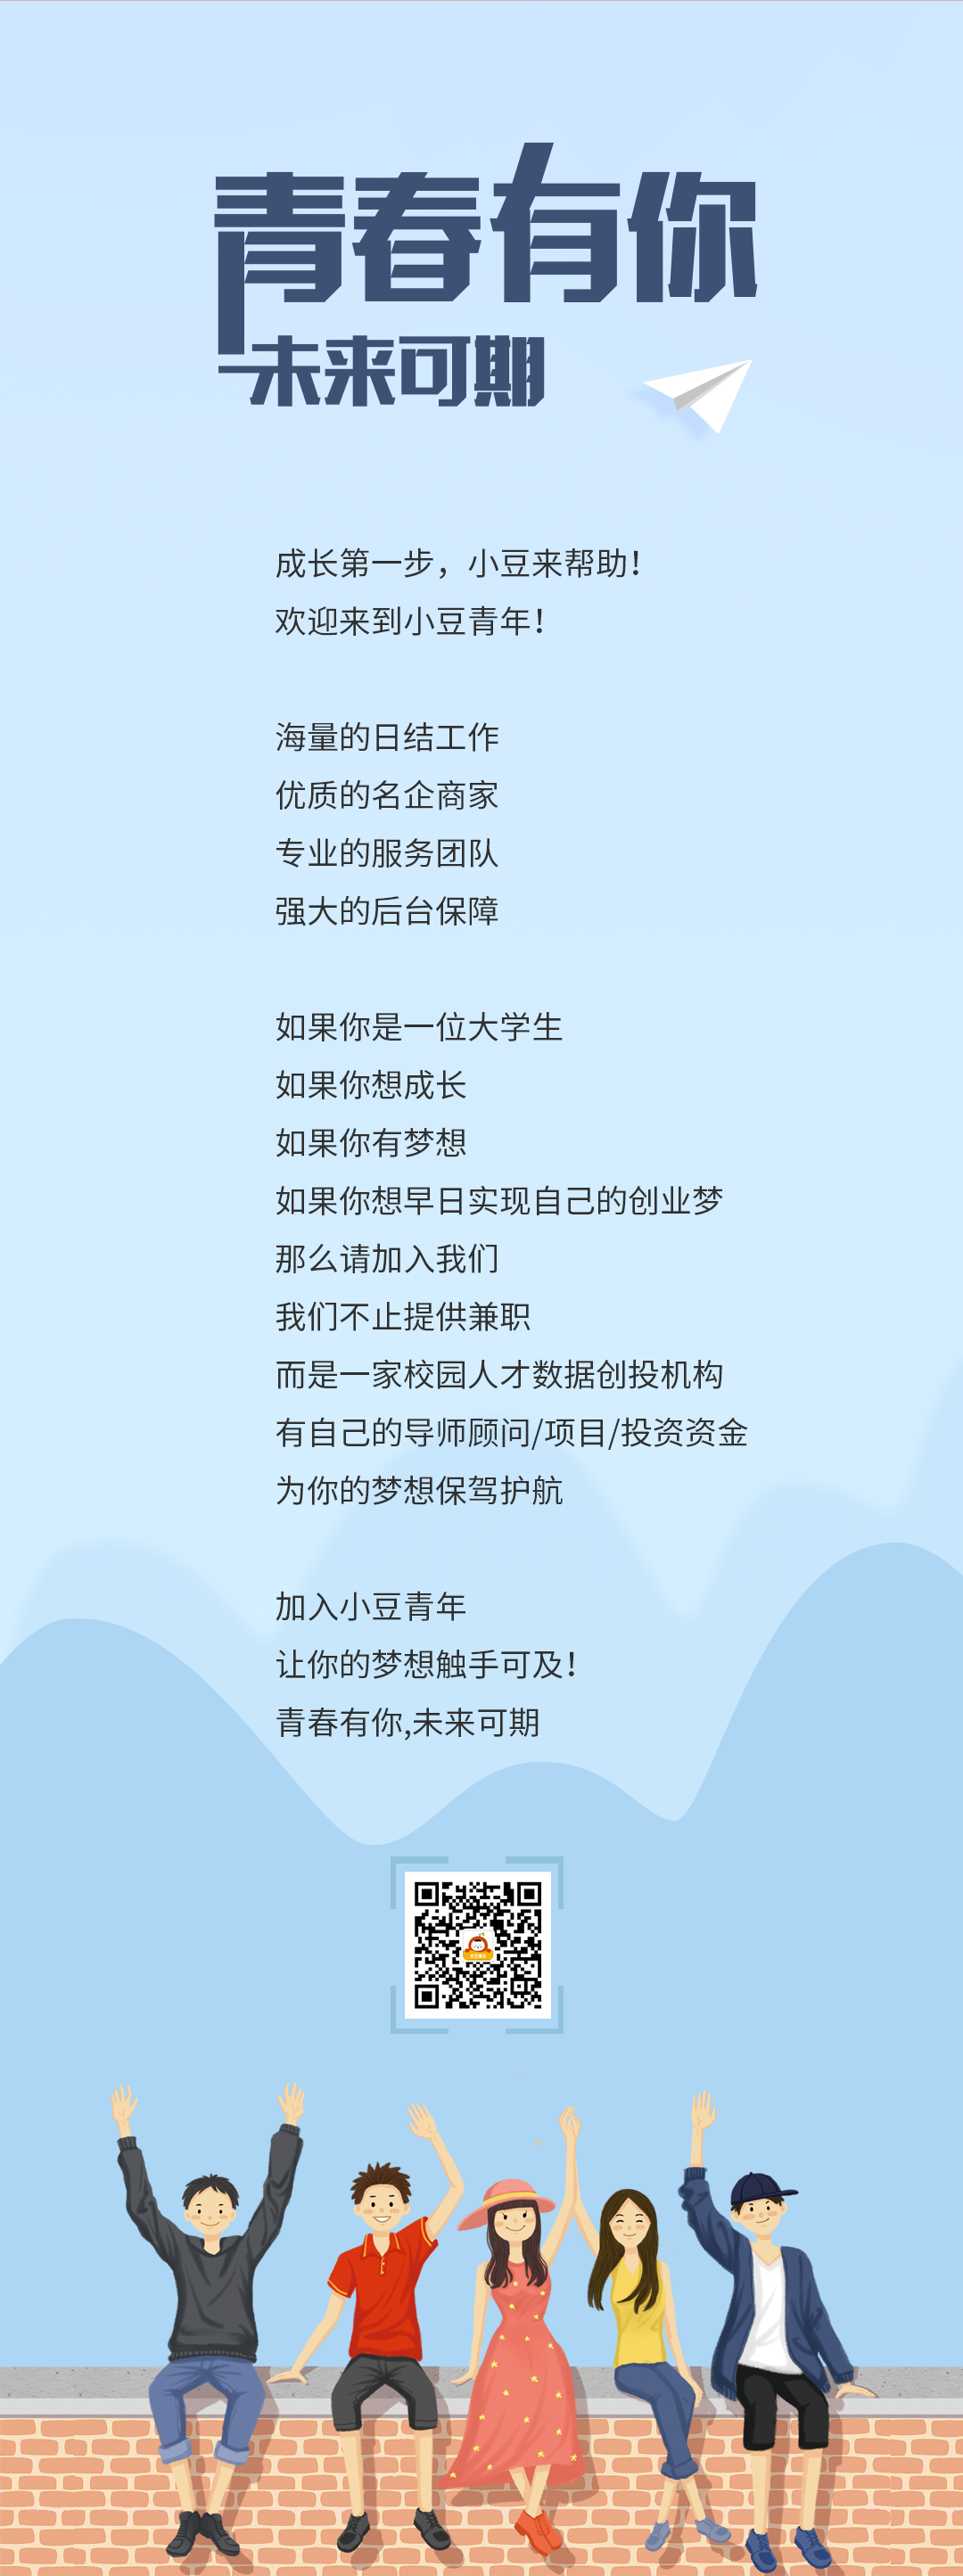 青春有你
未来可期
成长第一步，小豆来帮助！
欢迎来到小豆青年！
海量的日结工作
优质的名企商家
专业的服务团队
强大的后台保障
如果你是一位大学生
如果你想成长
如果你有梦想
如果你想早日实现自己的创业梦
那么请加入我们
我们不止提供兼职
而是一家校园人才数据创投机构
有自己的导师顾问/项目/投资资金
为你的梦想保驾护航
加入小豆青年
让你的梦想触手可及！
青春有你,未来可期